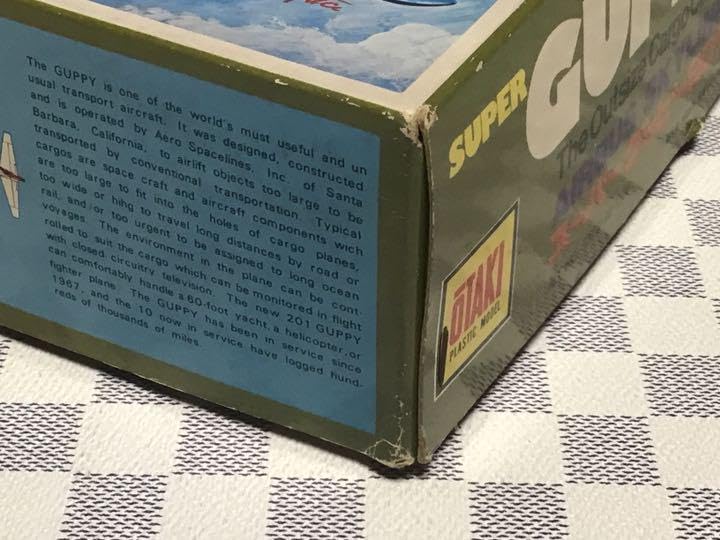 The GUPPY is one of the world's must useful and un
usual transport aircraft. It was designed, constructed
and is operated by Aero Spacelines, Inc. of Santa
Barbara, California, to airlift objects too large to be
transported by conventional transportation. Typical
cargos are space craft and aircraft components wich
are too large to fit into the holes of cargo planes,
too wide or hihg to travel long distances by road or
rail, and/or too urgent to be assigned to long ocean
voyages. The environment in the plane can be cont-
rolled to suit the cargo which can be monitored in flight
with closed circuitry television. The new 201 GUPPY
can comfortably handle a 60-foot yacht, a helicopter, or
fighter plane. The GUPPY has been in service since
1967, and the 10 now in service have logged hund-
reds of thousands of miles.
SUPER
GUPP
The Outsize Cargo
ŌTAKI
PLASTIC MODEL